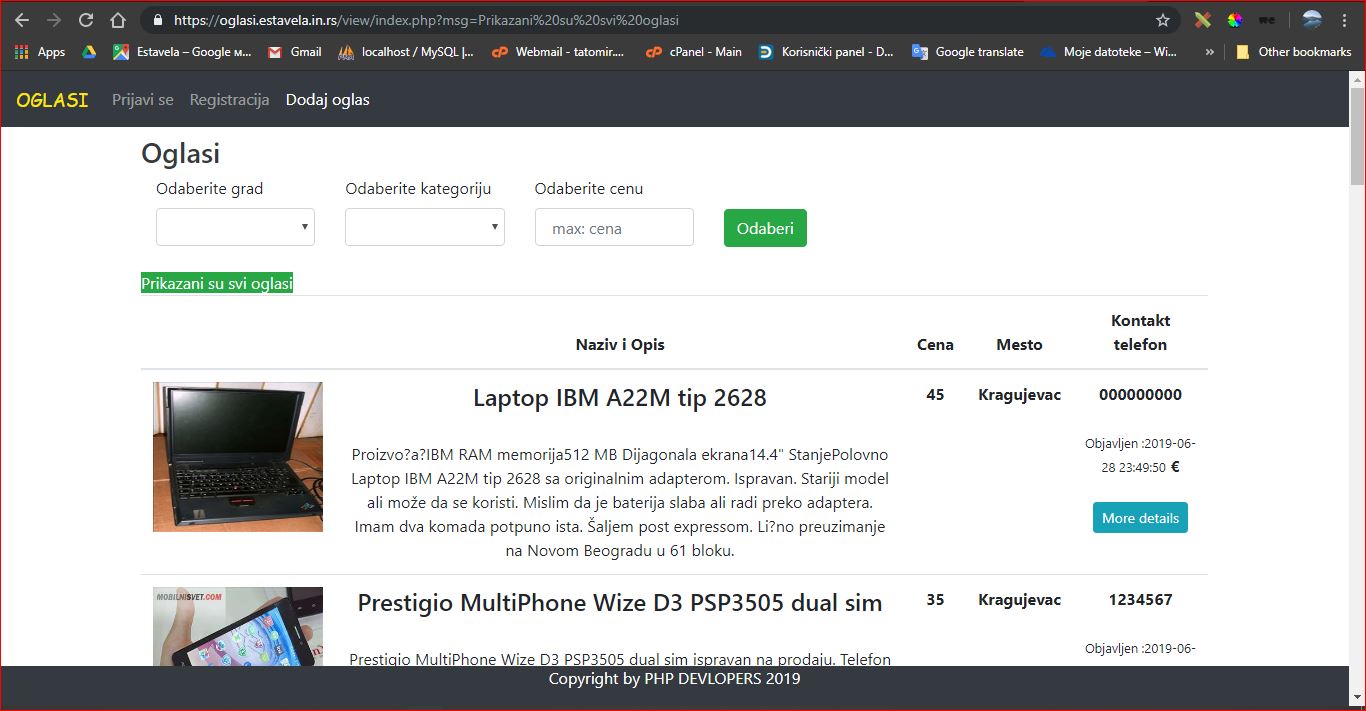 https://oglasi.estavela.in.rs/view/index.php?msg=Prikazani%20su%20svi%20oglasi
Apps
Estavela – Google м...
Gmail
localhost / MySQL |...
Webmail - tatomir....
cPanel - Main
Korisnički panel - D...
Google translate
Moje datoteke – Wi...
»
Other bookmarks
OGLASI Prijavi se Registracija Dodaj oglas
Oglasi
Odaberite grad Odaberite kategoriju Odaberite cenu
max: cena Odaberi
Prikazani su svi oglasi
Naziv i Opis Cena Mesto Kontakt telefon
Laptop IBM A22M tip 2628 45 Kragujevac 000000000
Proizvo?a?IBM RAM memorija512 MB Dijagonala ekrana14.4" StanjePolovno
Laptop IBM A22M tip 2628 sa originalnim adapterom. Ispravan. Stariji model
ali može da se koristi. Mislim da je baterija slaba ali radi preko adaptera.
Imam dva komada potpuno ista. Šaljem post expressom. Li?no preuzimanje
na Novom Beogradu u 61 bloku.
Objavljen :2019-06-
28 23:49:50 €
More details
MOBILNISVET.COM
Prestigio MultiPhone Wize D3 PSP3505 dual sim 35 Kragujevac 1234567
Prestigio MultiPhone Wize D3 PSP3505 dual sim ispravan na prodaju. Telefon
Objavljen :2019-06-
Copyright by PHP DEVLOPERS 2019